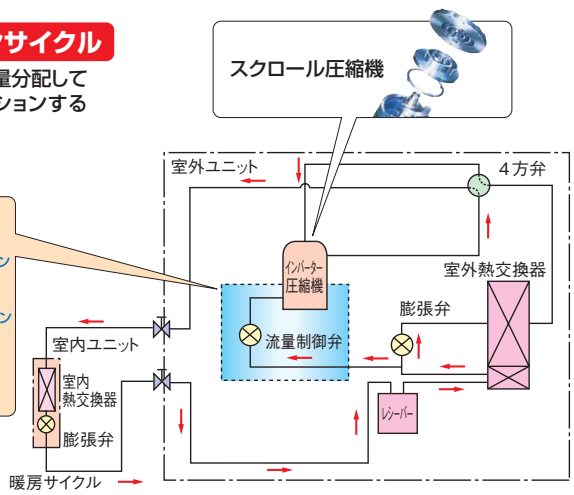 サイクル
量分配して
ションする
スクロール圧縮機
室外ユニット
4方弁
ン
ン
インバーター
圧縮機
室外熱交換器
膨張弁
流量制御弁
室内ユニット
室内
熱交換器
レシーバー
膨張弁
暖房サイクル